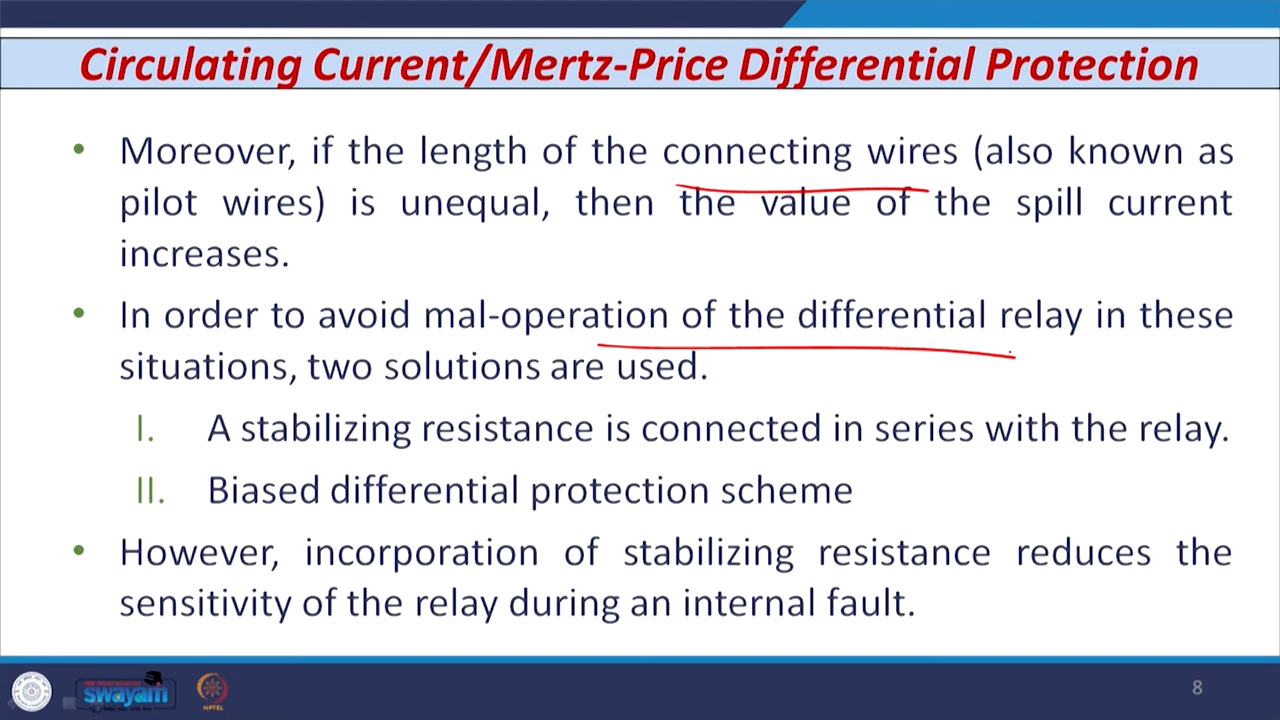 Circulating Current/Mertz-Price Differential Protection
• Moreover, if the length of the connecting wires (also known as
pilot wires) is unequal, then the value of the spill current
increases.
• In order to avoid mal-operation of the differential relay in these
situations, two solutions are used.
I. A stabilizing resistance is connected in series with the relay.
II. Biased differential protection scheme
• However, incorporation of stabilizing resistance reduces the
sensitivity of the relay during an internal fault.
swayam
NPTEL
8